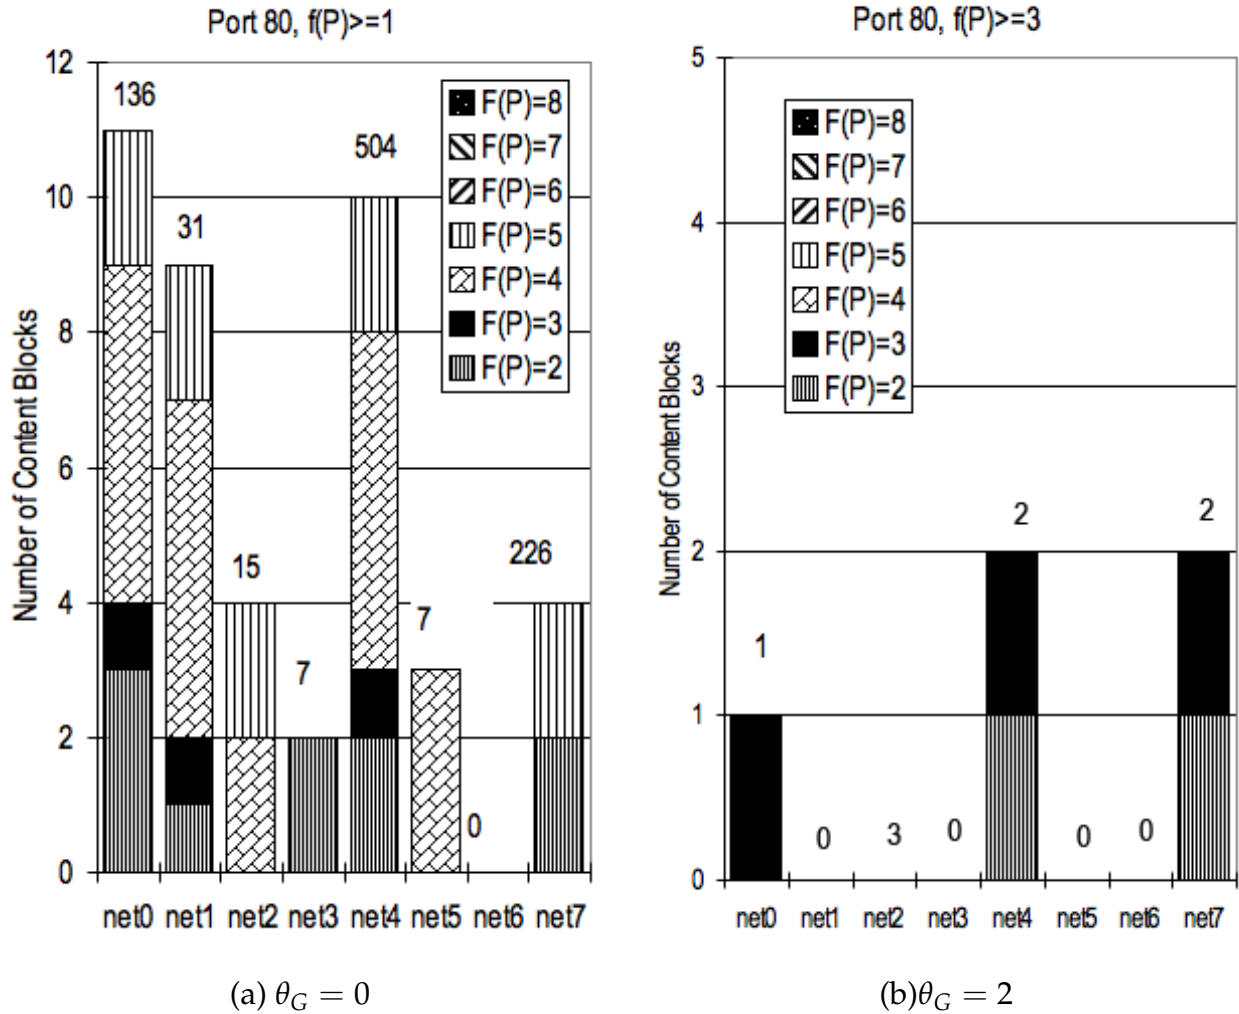 Port 80, f(P)>=1
12
10
8
6
4
2
0
Number of Content Blocks
136
31
15
7
504
7
0
226
F(P)=8
F(P)=7
F(P)=6
F(P)=5
F(P)=4
F(P)=3
F(P)=2
net0 net1 net2 net3 net4 net5 net6 net7
(a) θ_G = 0
Port 80, f(P)>=3
5
4
3
2
1
0
Number of Content Blocks
F(P)=8
F(P)=7
F(P)=6
F(P)=5
F(P)=4
F(P)=3
F(P)=2
1
0
3
0
2
0
0
2
net0 net1 net2 net3 net4 net5 net6 net7
(b)θ_G = 2